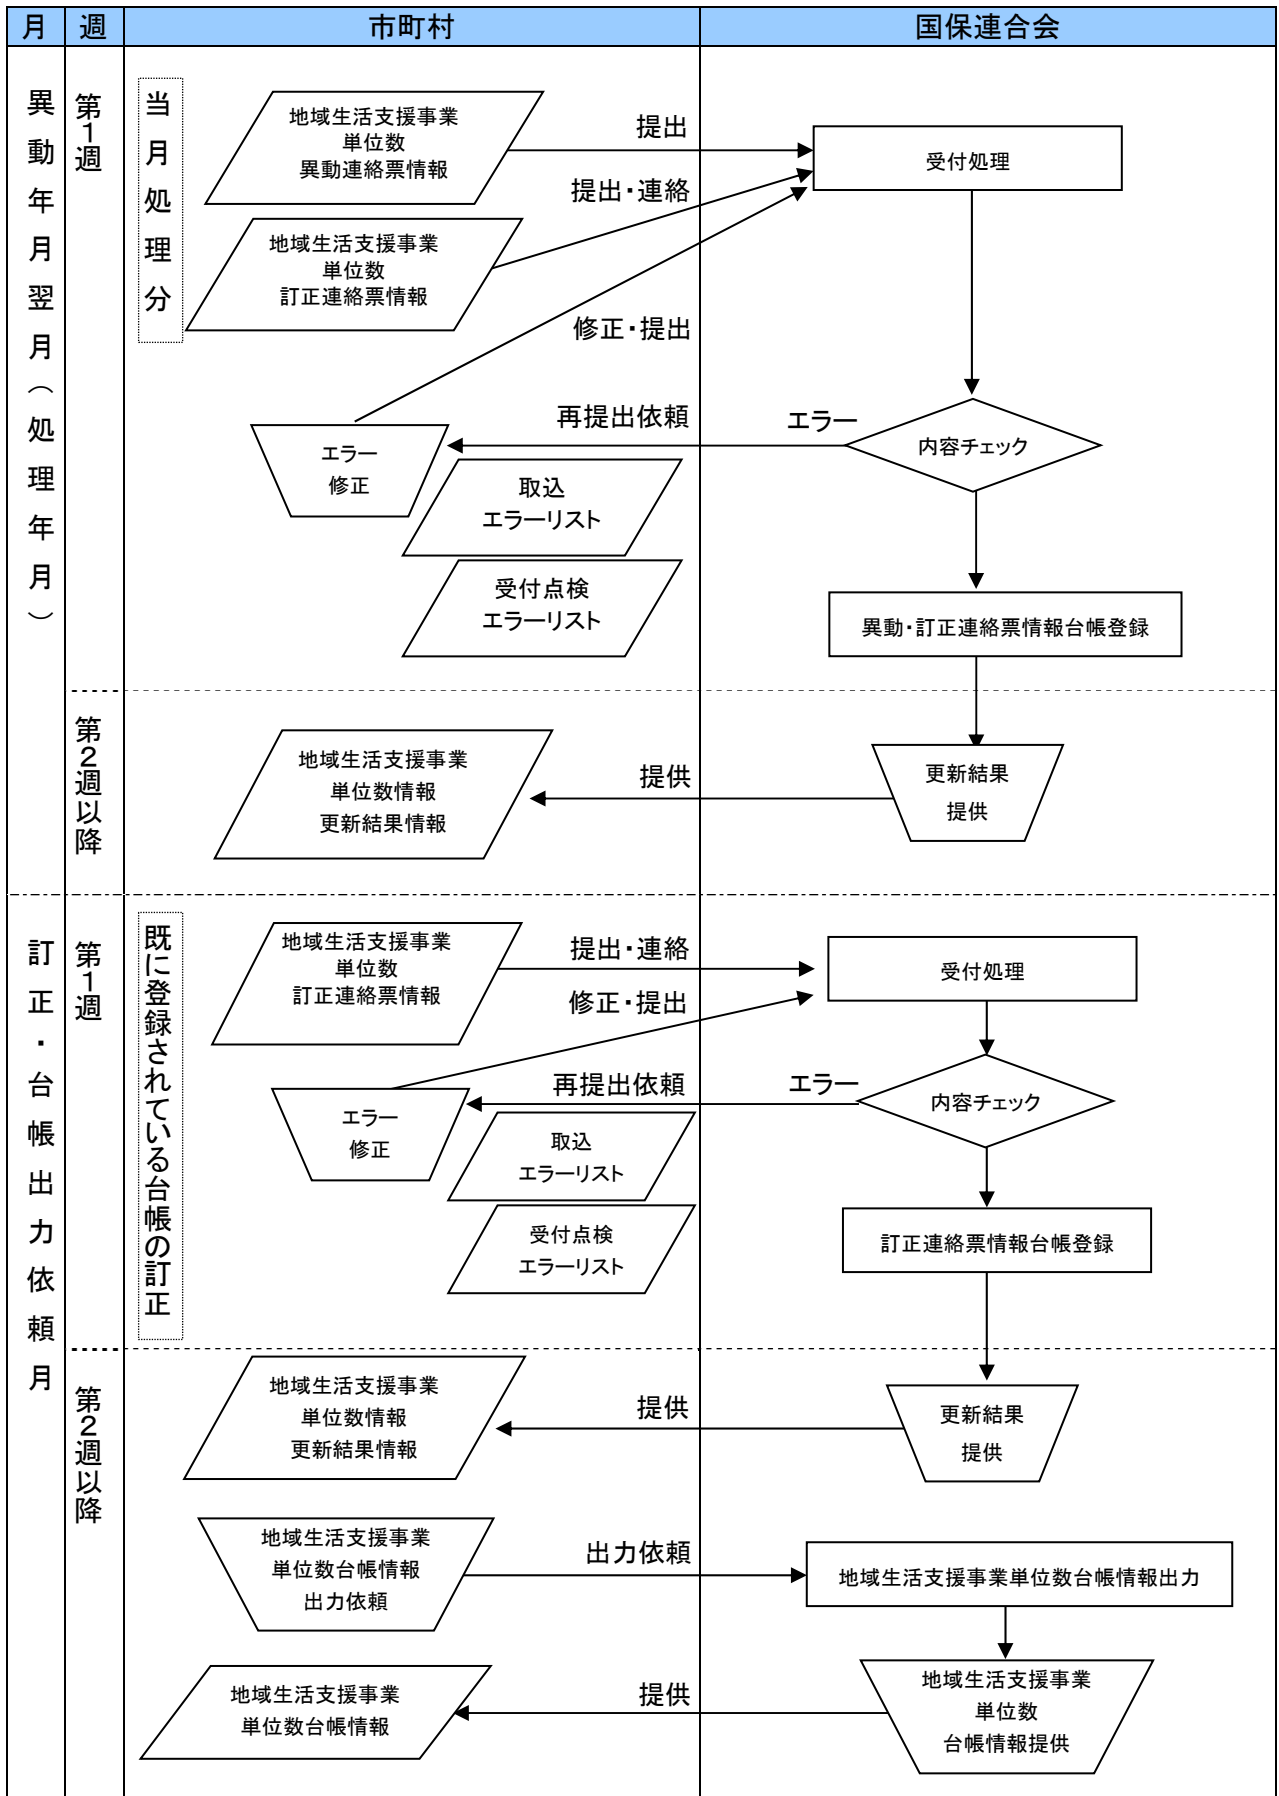 月 週 市町村 国保連合会
異動年月翌月（処理年月）
第1週
当月処理分
地域生活支援事業
単位数
異動連絡票情報
提出
受付処理
地域生活支援事業
単位数
訂正連絡票情報
提出・連絡
修正・提出
エラー
修正
再提出依頼
エラー
内容チェック
取込
エラーリスト
受付点検
エラーリスト
異動・訂正連絡票情報台帳登録
第2週以降
地域生活支援事業
単位数情報
更新結果情報
提供
更新結果
提供
訂正・台帳出力依頼月
第1週
既に登録されている台帳の訂正
地域生活支援事業
単位数
訂正連絡票情報
提出・連絡
受付処理
修正・提出
エラー
修正
再提出依頼
エラー
内容チェック
取込
エラーリスト
受付点検
エラーリスト
訂正連絡票情報台帳登録
第2週以降
地域生活支援事業
単位数情報
更新結果情報
提供
更新結果
提供
地域生活支援事業
単位数台帳情報
出力依頼
出力依頼
地域生活支援事業単位数台帳情報出力
地域生活支援事業
単位数台帳情報
提供
地域生活支援事業
単位数
台帳情報提供